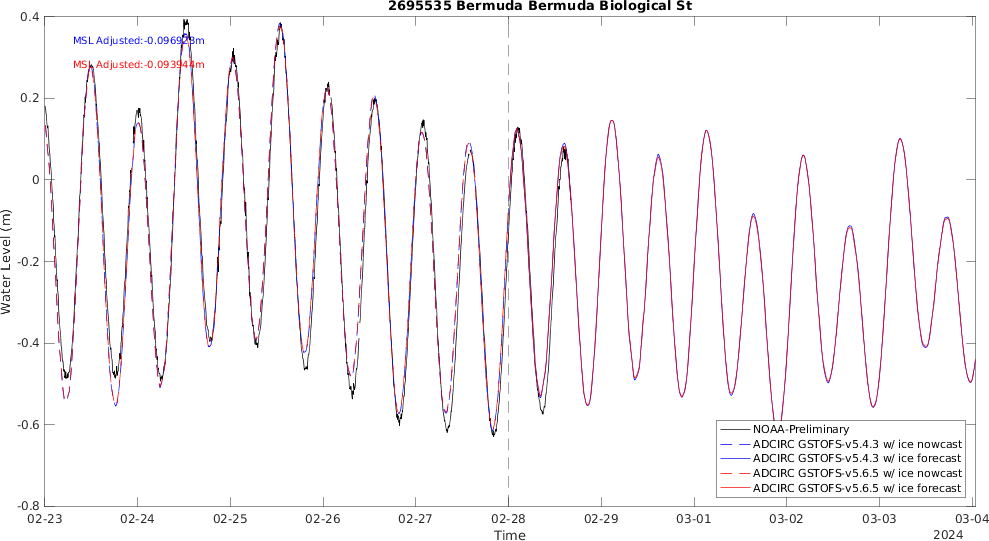 2695535 Bermuda Bermuda Biological St
MSL Adjusted:-0.096923m
MSL Adjusted:-0.093944m
0.4
0.2
0
-0.2
-0.4
-0.6
-0.8
Water Level (m)
NOAA-Preliminary
ADCIRC GSTOFS-v5.4.3 w/ ice nowcast
ADCIRC GSTOFS-v5.4.3 w/ ice forecast
ADCIRC GSTOFS-v5.6.5 w/ ice nowcast
ADCIRC GSTOFS-v5.6.5 w/ ice forecast
02-23 02-24 02-25 02-26 02-27 02-28 02-29 03-01 03-02 03-03 03-04
Time
2024